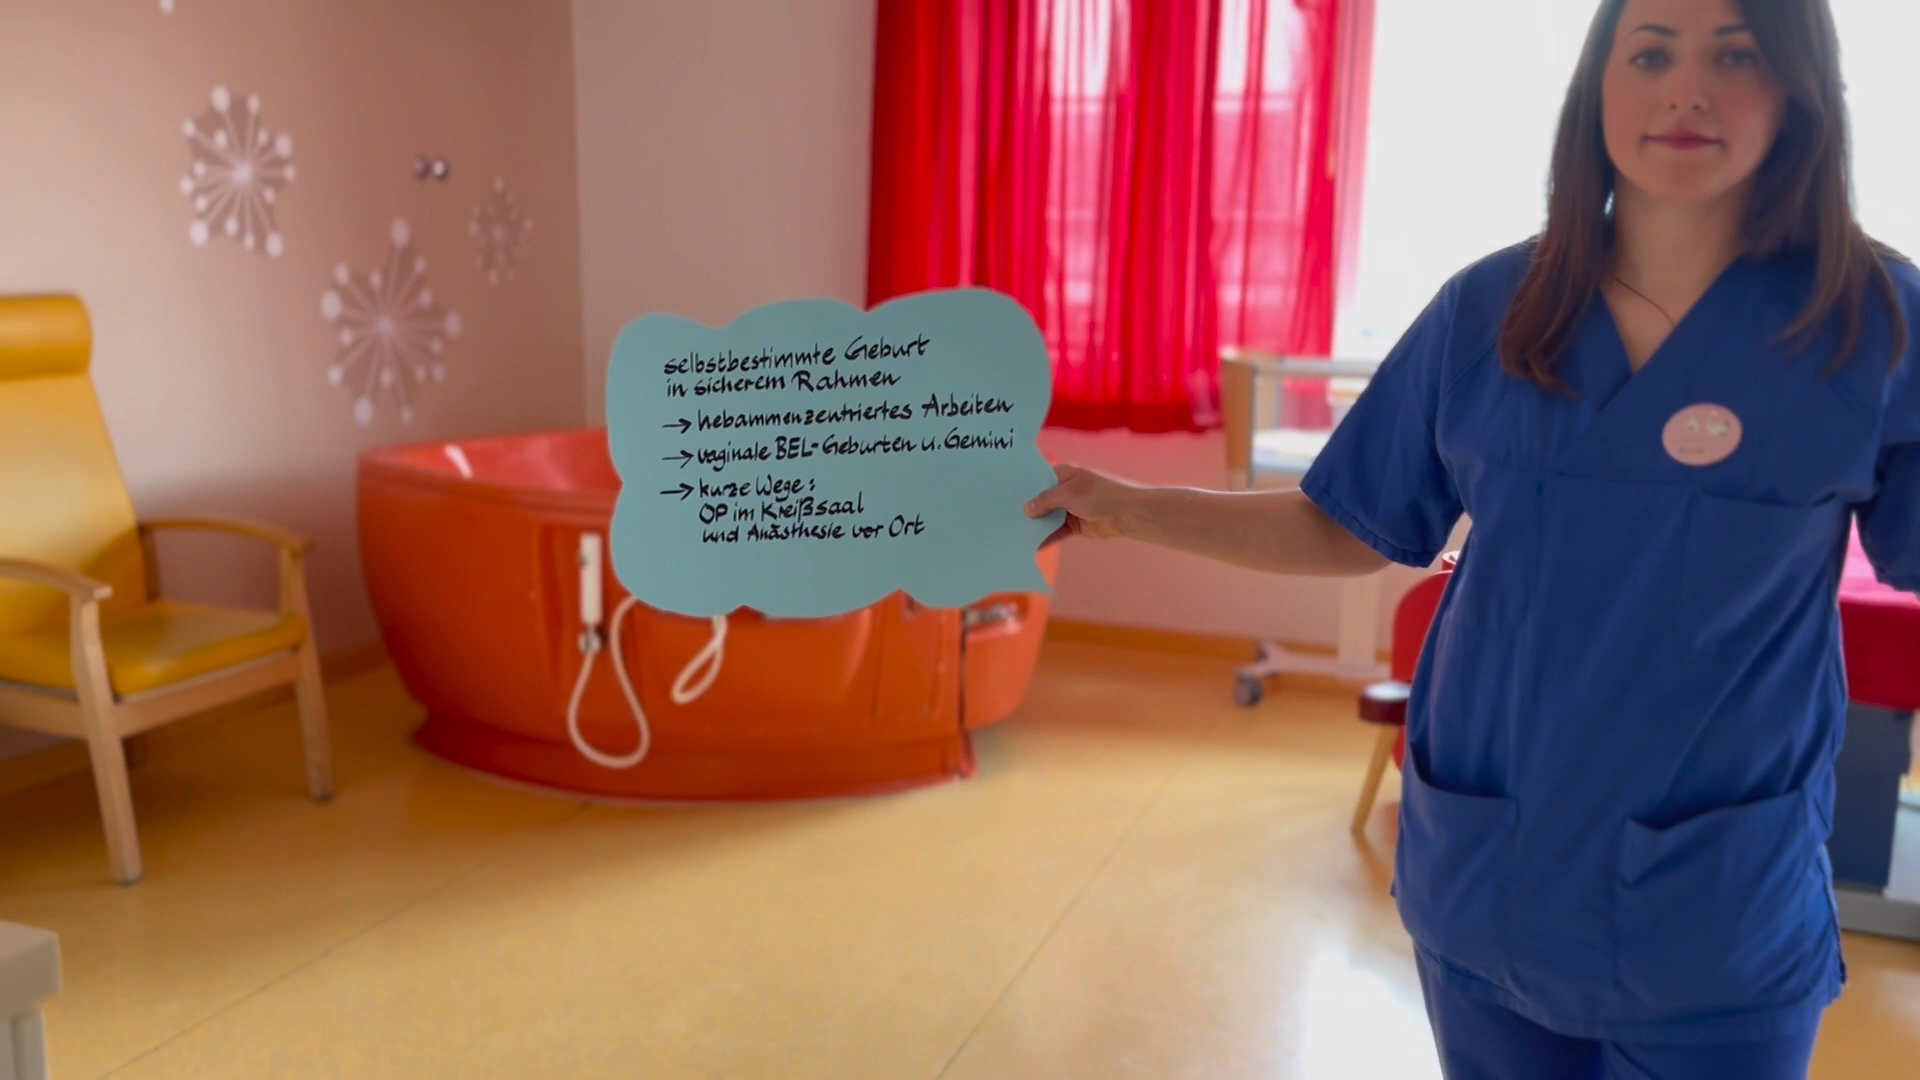 selbstbestimmte Geburt
in sicherem Rahmen
→ hebammenzentriertes Arbeiten
→ vaginale BEL-Geburten u. Gemini
→ kurze Wege:
OP im Kreißsaal
und Anästhesie vor Ort